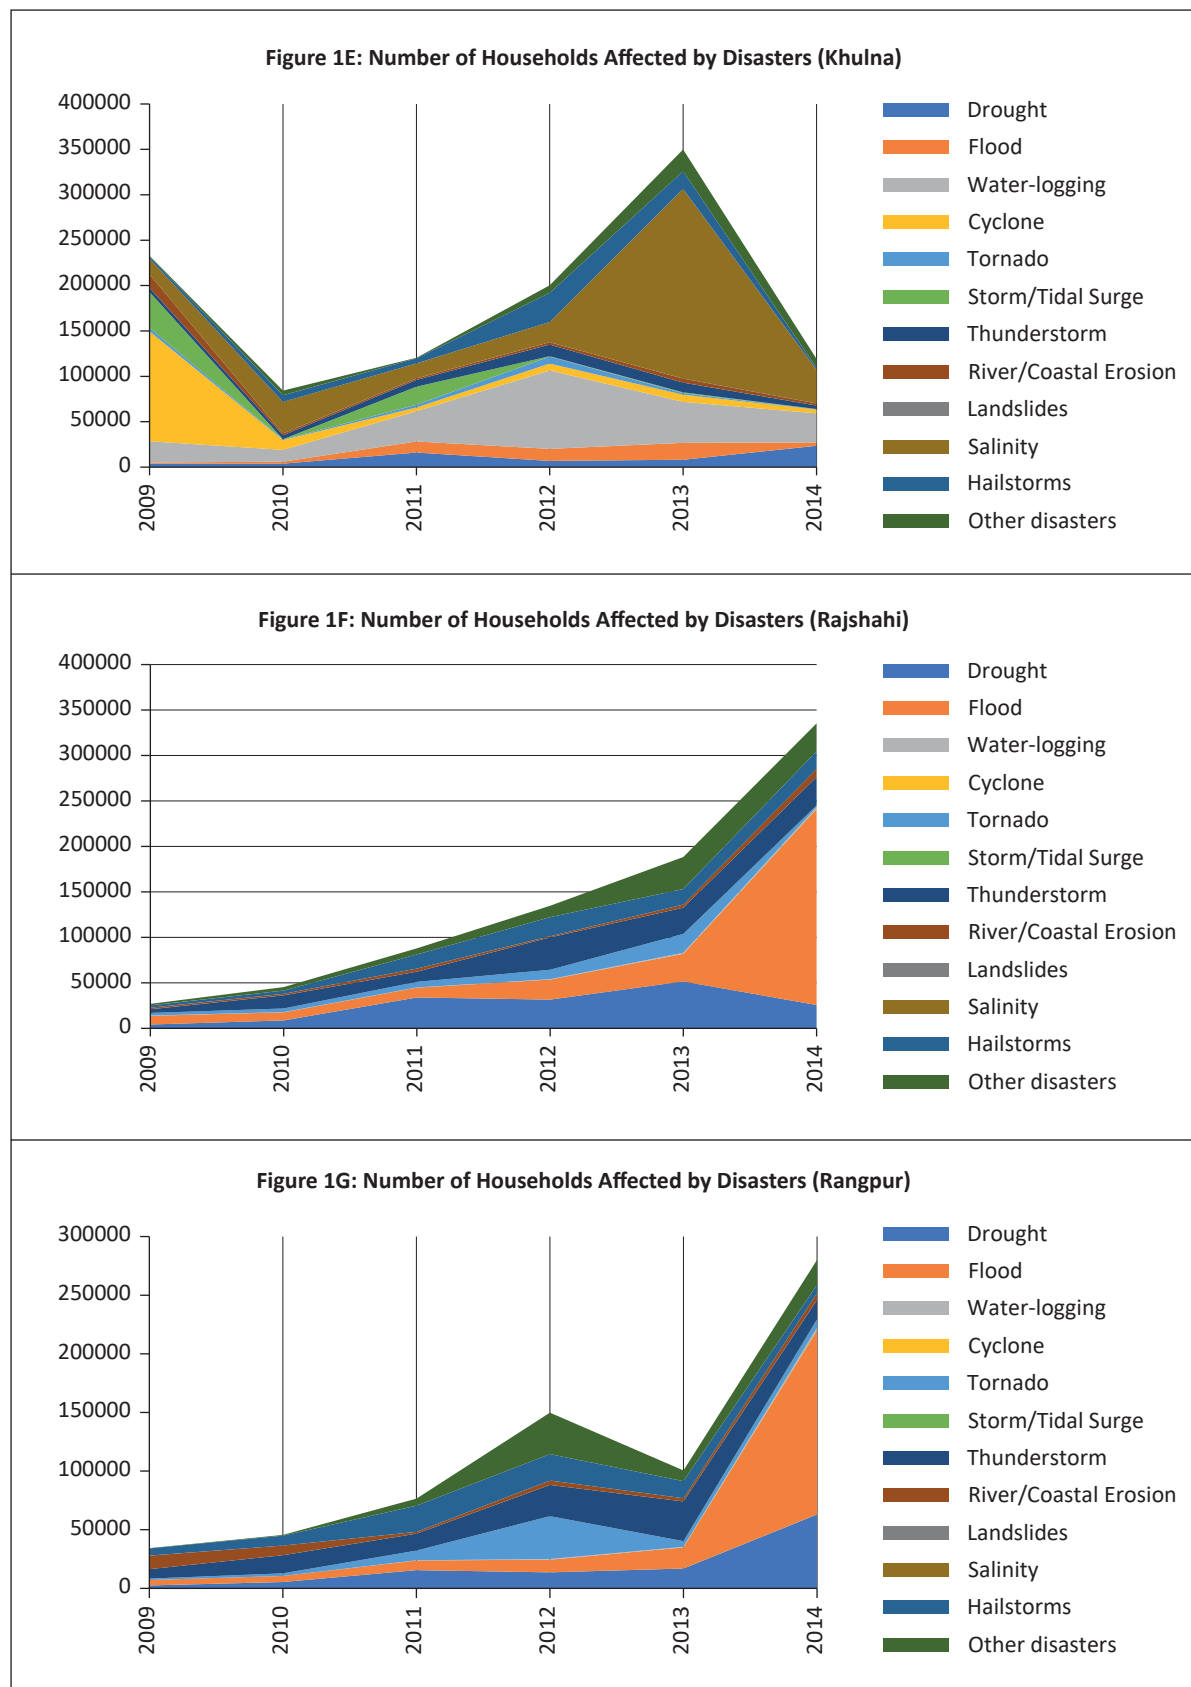 Figure 1E: Number of Households Affected by Disasters (Khulna)
400000
350000
300000
250000
200000
150000
100000
50000
0
2009
2010
2011
2012
2013
2014
Drought
Flood
Water-logging
Cyclone
Tornado
Storm/Tidal Surge
Thunderstorm
River/Coastal Erosion
Landslides
Salinity
Hailstorms
Other disasters
Figure 1F: Number of Households Affected by Disasters (Rajshahi)
400000
350000
300000
250000
200000
150000
100000
50000
0
2009
2010
2011
2012
2013
2014
Drought
Flood
Water-logging
Cyclone
Tornado
Storm/Tidal Surge
Thunderstorm
River/Coastal Erosion
Landslides
Salinity
Hailstorms
Other disasters
Figure 1G: Number of Households Affected by Disasters (Rangpur)
300000
250000
200000
150000
100000
50000
0
2009
2010
2011
2012
2013
2014
Drought
Flood
Water-logging
Cyclone
Tornado
Storm/Tidal Surge
Thunderstorm
River/Coastal Erosion
Landslides
Salinity
Hailstorms
Other disasters